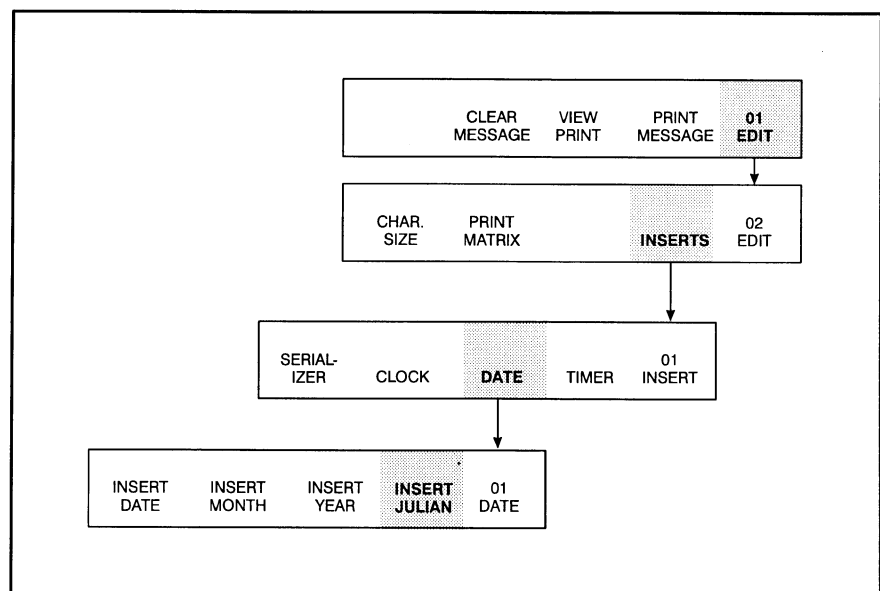 CLEAR VIEW PRINT 01
MESSAGE PRINT MESSAGE EDIT
CHAR. PRINT 02
SIZE MATRIX INSERTS EDIT
SERIAL- 01
IZER CLOCK DATE TIMER INSERT
INSERT INSERT INSERT INSERT 01
DATE MONTH YEAR JULIAN DATE